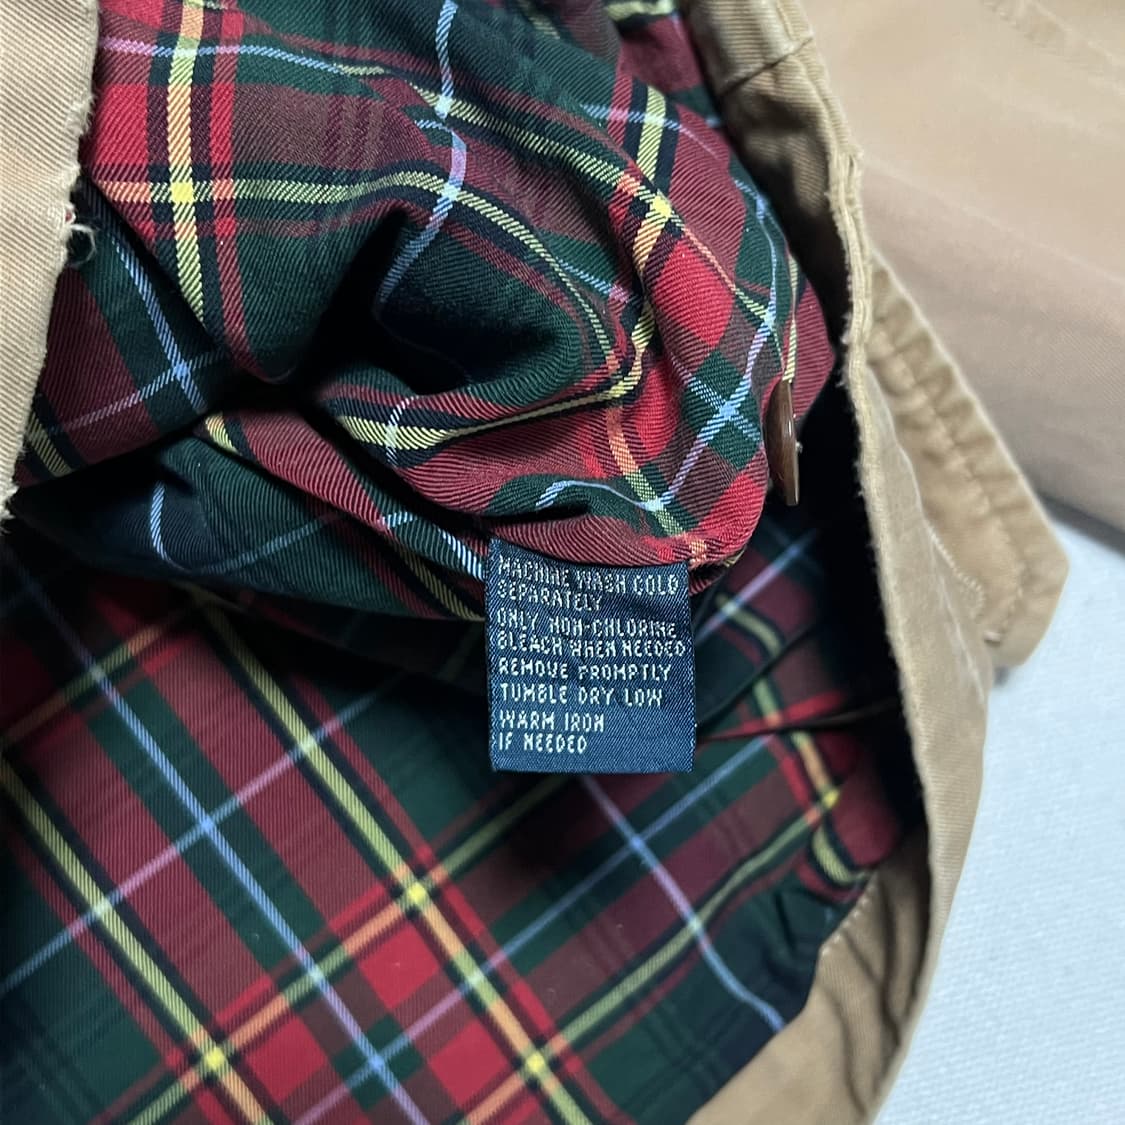 MACHINE WASH COLD
SEPARATELY
ONLY NON-CHLORINE
BLEACH WHEN NEEDED
REMOVE PROMPTLY
TUMBLE DRY LOW
WARM IRON
IF NEEDED